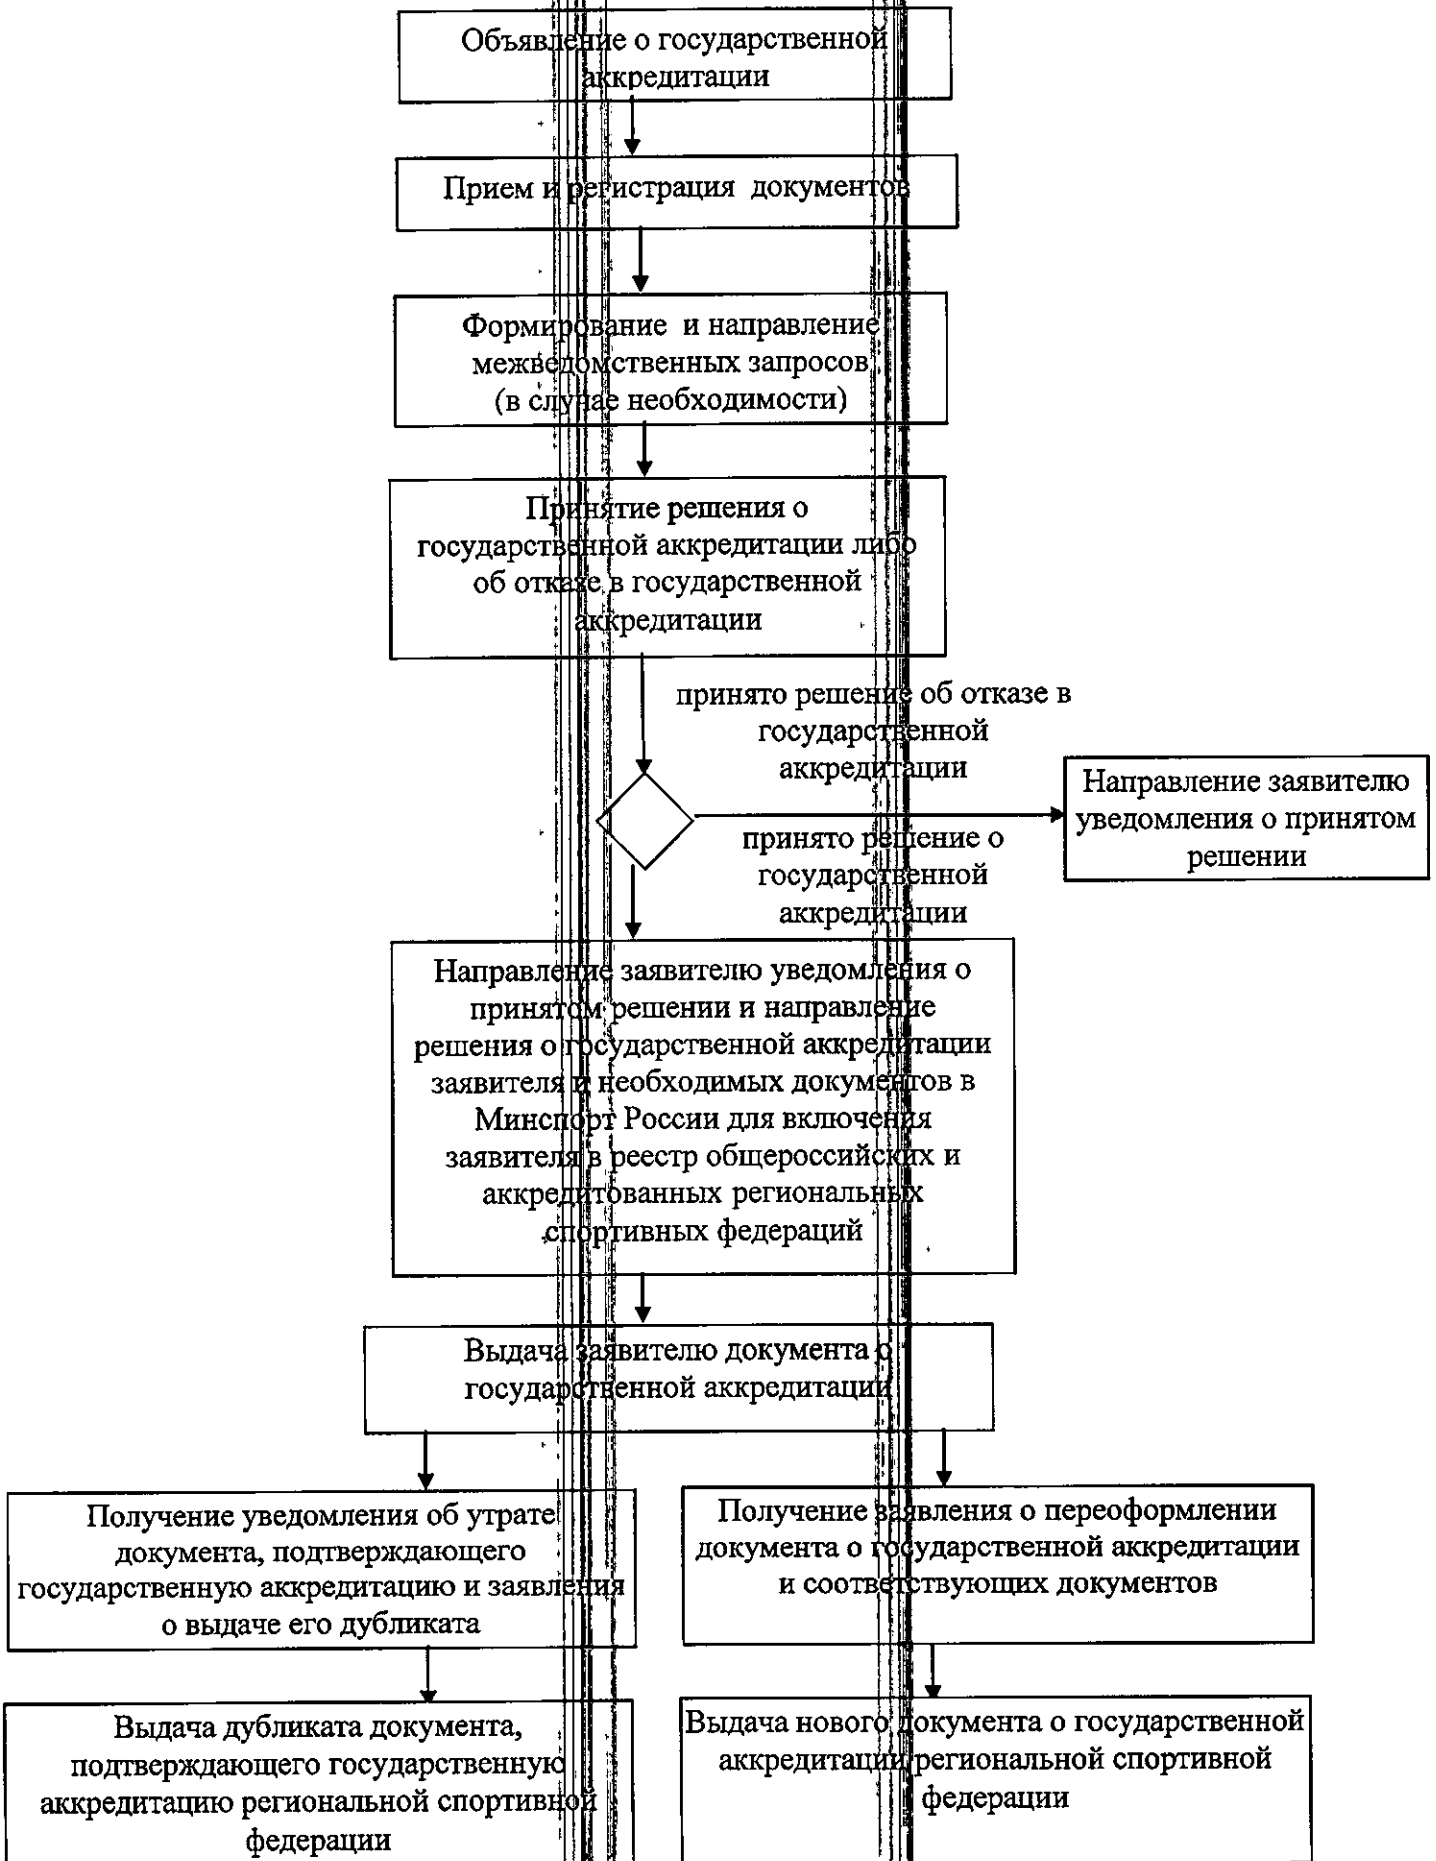 Объявление о государственной
аккредитации
Прием и регистрация документов
Формирование и направление
межведомственных запросов
(в случае необходимости)
Принятие решения о
государственной аккредитации либо
об отказе в государственной
аккредитации
принято решение об отказе в
государственной
аккредитации
Направление заявителю
уведомления о принятом
решении
принято решение о
государственной
аккредитации
Направление заявителю уведомления о
принятом решении и направление
решения о государственной аккредитации
заявителя и необходимых документов в
Минспорт России для включения
заявителя в реестр общероссийских и
аккредитованных региональных
спортивных федераций
Выдача заявителю документа о
государственной аккредитации
Получение уведомления об утрате
документа, подтверждающего
государственную аккредитацию и заявления
о выдаче его дубликата
Получение заявления о переоформлении
документа о государственной аккредитации
и соответствующих документов
Выдача дубликата документа,
подтверждающего государственную
аккредитацию региональной спортивной
федерации
Выдача нового документа о государственной
аккредитации региональной спортивной
федерации